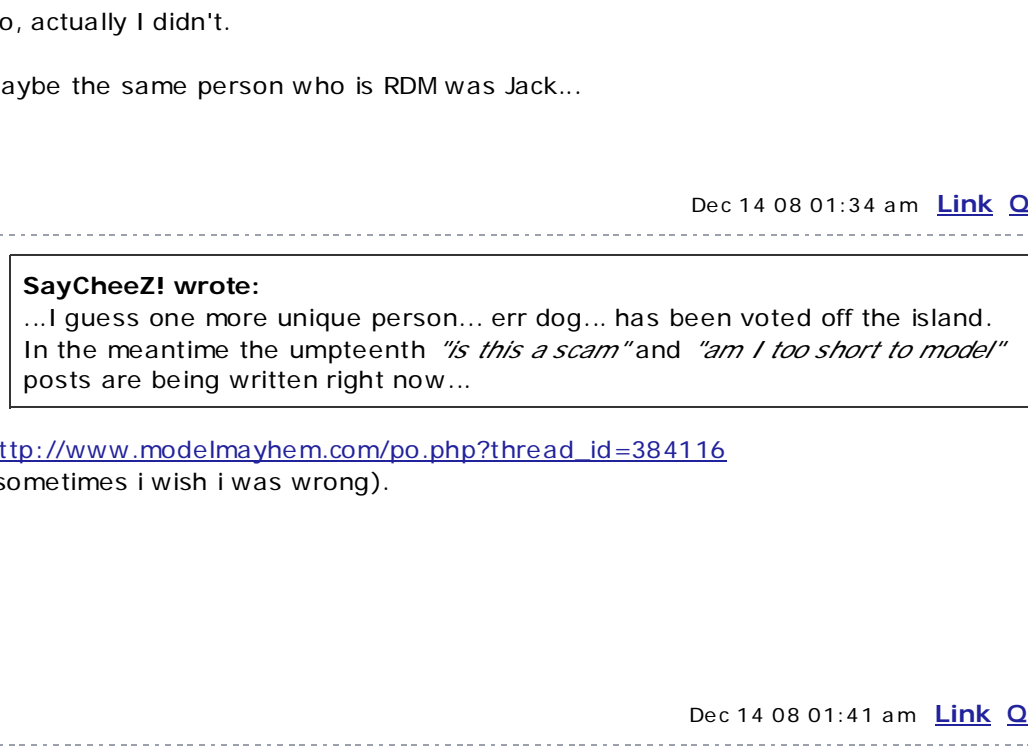 o, actually I didn't.
aybe the same person who is RDM was Jack...
Dec 14 08 01:34 am Link Q
SayCheeZ! wrote:
...I guess one more unique person... err dog... has been voted off the island.
In the meantime the umpteenth "is this a scam" and "am I too short to model"
posts are being written right now...
ttp://www.modelmayhem.com/po.php?thread_id=384116
sometimes i wish i was wrong).
Dec 14 08 01:41 am Link Q